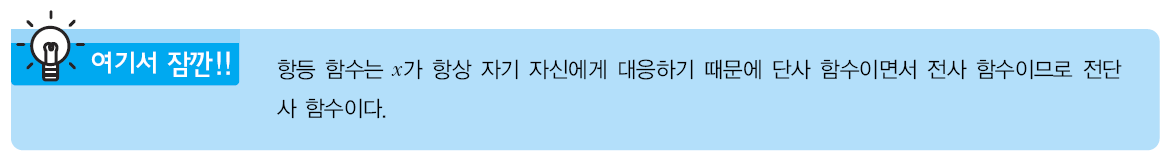 여기서 잠깐!!
항등 함수는 x가 항상 자기 자신에게 대응하기 때문에 단사 함수이면서 전사 함수이므로 전단
사 함수이다.